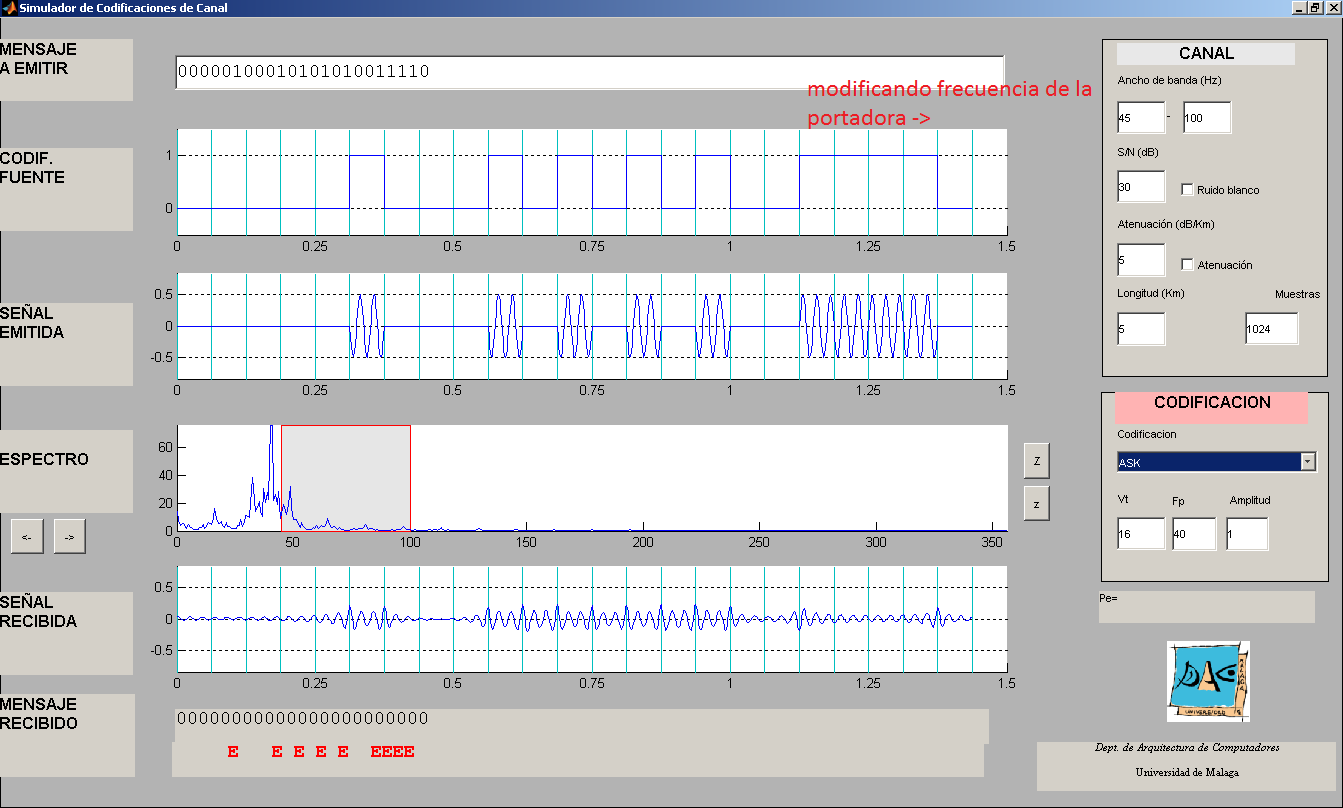 Simulador de Codificaciones de Canal
MENSAJE
A EMITIR
00000100010101010011110
modificando frecuencia de la
portadora ->
CODIF.
FUENTE
1
0
0 0.25 0.5 0.75 1 1.25 1.5
SEÑAL
EMITIDA
0.5
0
-0.5
0 0.25 0.5 0.75 1 1.25 1.5
ESPECTRO
<- ->
60
40
20
0
0 50 100 150 200 250 300 350
Z
z
SEÑAL
RECIBIDA
0.5
0
-0.5
0 0.25 0.5 0.75 1 1.25 1.5
MENSAJE
RECIBIDO
00000000000000000000000
E E E E E EEEE
CANAL
Ancho de banda (Hz)
45 - 100
S/N (dB)
30 Ruido blanco
Atenuación (dB/Km)
5 Atenuación
Longitud (Km) Muestras
5 1024
CODIFICACION
Codificacion
ASK
Vt Fp Amplitud
16 40 1
Pe=
DAC
MALAGA
UNIVERSIDAD
Dept. de Arquitectura de Computadores
Universidad de Malaga